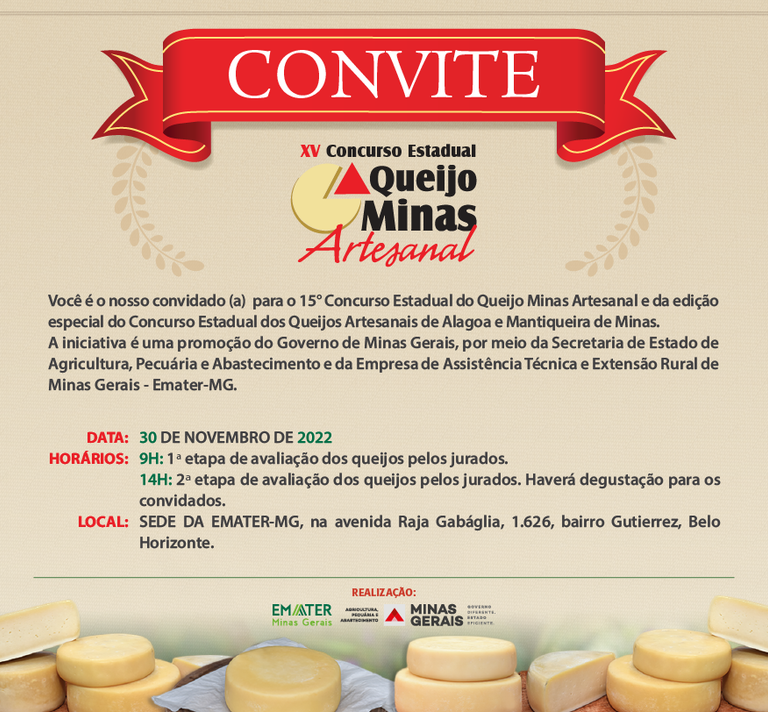 CONVITE
XV Concurso Estadual
Queijo
Minas
Artesanal
Você é o nosso convidado (a) para o 15° Concurso Estadual do Queijo Minas Artesanal e da edição
especial do Concurso Estadual dos Queijos Artesanais de Alagoa e Mantiqueira de Minas.
A iniciativa é uma promoção do Governo de Minas Gerais, por meio da Secretaria de Estado de
Agricultura, Pecuária e Abastecimento e da Empresa de Assistência Técnica e Extensão Rural de
Minas Gerais - Emater-MG.
DATA: 30 DE NOVEMBRO DE 2022
HORÁRIOS: 9H: 1ª etapa de avaliação dos queijos pelos jurados.
14H: 2ª etapa de avaliação dos queijos pelos jurados. Haverá degustação para os
convidados.
LOCAL: SEDE DA EMATER-MG, na avenida Raja Gabáglia, 1.626, bairro Gutierrez, Belo
Horizonte.
REALIZAÇÃO:
EMATER
Minas Gerais
AGRICULTURA,
PECUÁRIA E
ABASTECIMENTO
MINAS
GERAIS
GOVERNO
DIFERENTE.
ESTADO
EFICIENTE.